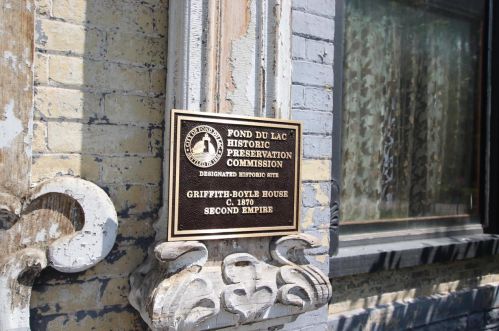 FOND DU LAC
HISTORIC
PRESERVATION
COMMISSION
DESIGNATED HISTORIC SITE
GRIFFITH-BOYLE HOUSE
C. 1870
SECOND EMPIRE